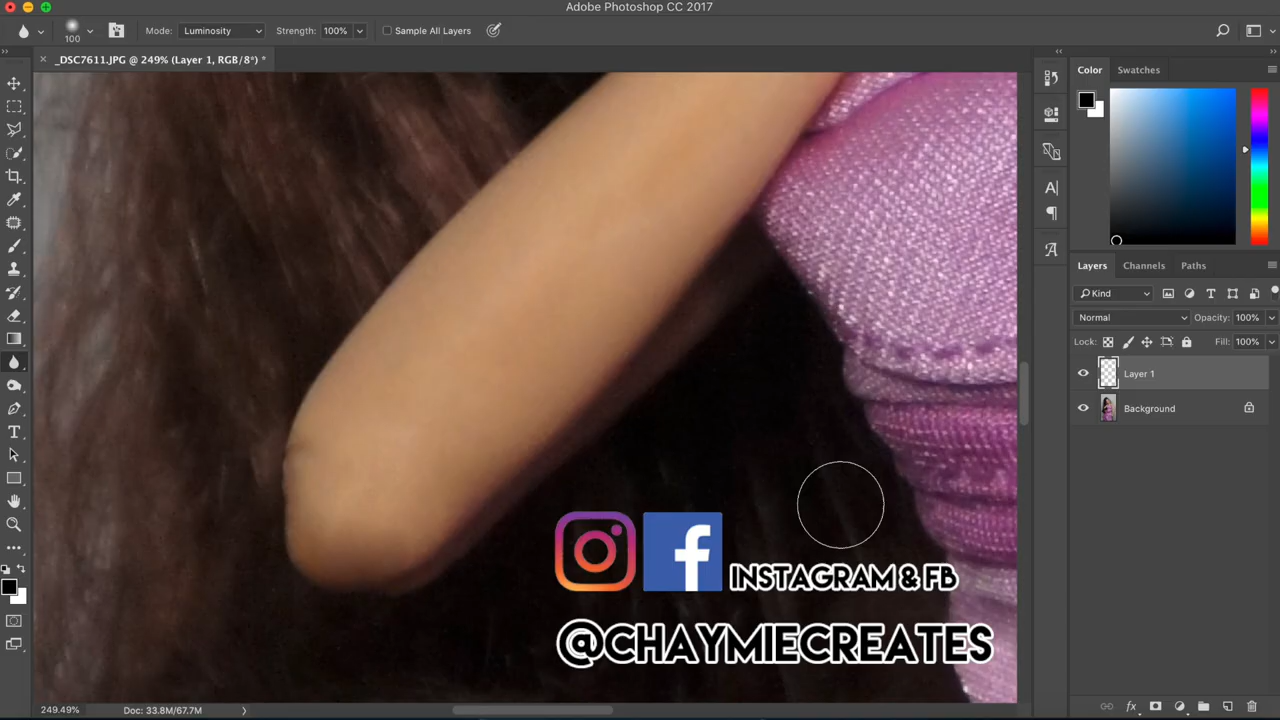 Adobe Photoshop CC 2017
100
Mode: Luminosity Strength: 100% Sample All Layers
_DSC7611.JPG @ 249% (Layer 1, RGB/8*) *
Color Swatches
Layers Channels Paths
Kind
Normal Opacity: 100%
Lock: Fill: 100%
Layer 1
Background
f
INSTAGRAM & FB
@CHAYMIECREATES
249.49% Doc: 33.8M/67.7M